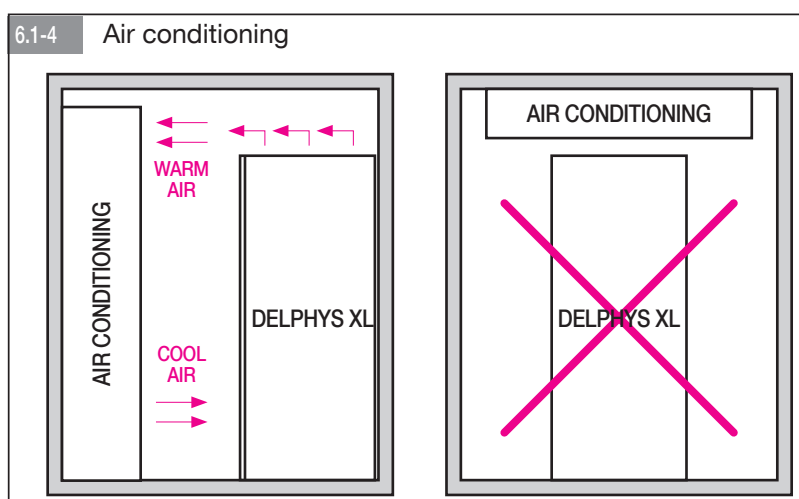 6.1-4 Air conditioning
AIR CONDITIONING
WARM
AIR
COOL
AIR
DELPHYS XL
AIR CONDITIONING
DELPHYS XL